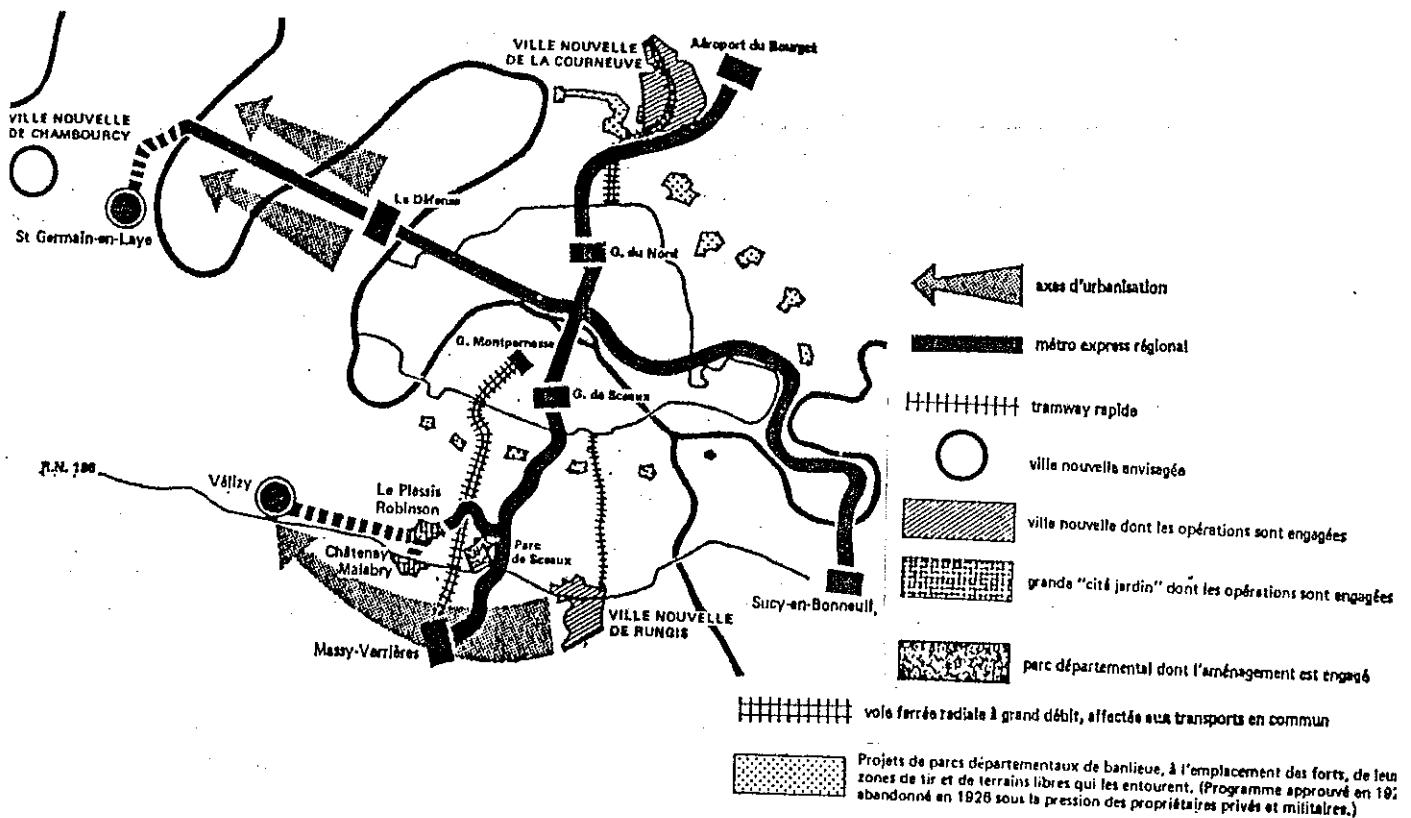 VILLE NOUVELLE
DE LA COURNEUVE
Aéroport du Bourget
VILLE NOUVELLE
DE CHAMBOURCY
St Germain-en-Laye
La Défense
G. du Nord
G. Montparnasse
G. de Sceaux
R.N. 186
Vélizy
Le Plessis
Robinson
Châtenay
Malabry
Parc
de Sceaux
Massy-Verrières
VILLE NOUVELLE
DE RUNGIS
Sucy-en-Bonneuil,
axes d'urbanisation
métro express régional
tramway rapide
ville nouvelle envisagée
ville nouvelle dont les opérations sont engagées
grande "cité jardin" dont les opérations sont engagées
parc départemental dont l'aménagement est engagé
voie ferrée radiale à grand débit, affectée aux transports en commun
Projets de parcs départementaux de banlieue, à l'emplacement des forts, de leu
zones de tir et de terrains libres qui les entourent. (Programme approuvé en 192
abandonné en 1926 sous la pression des propriétaires privés et militaires.)